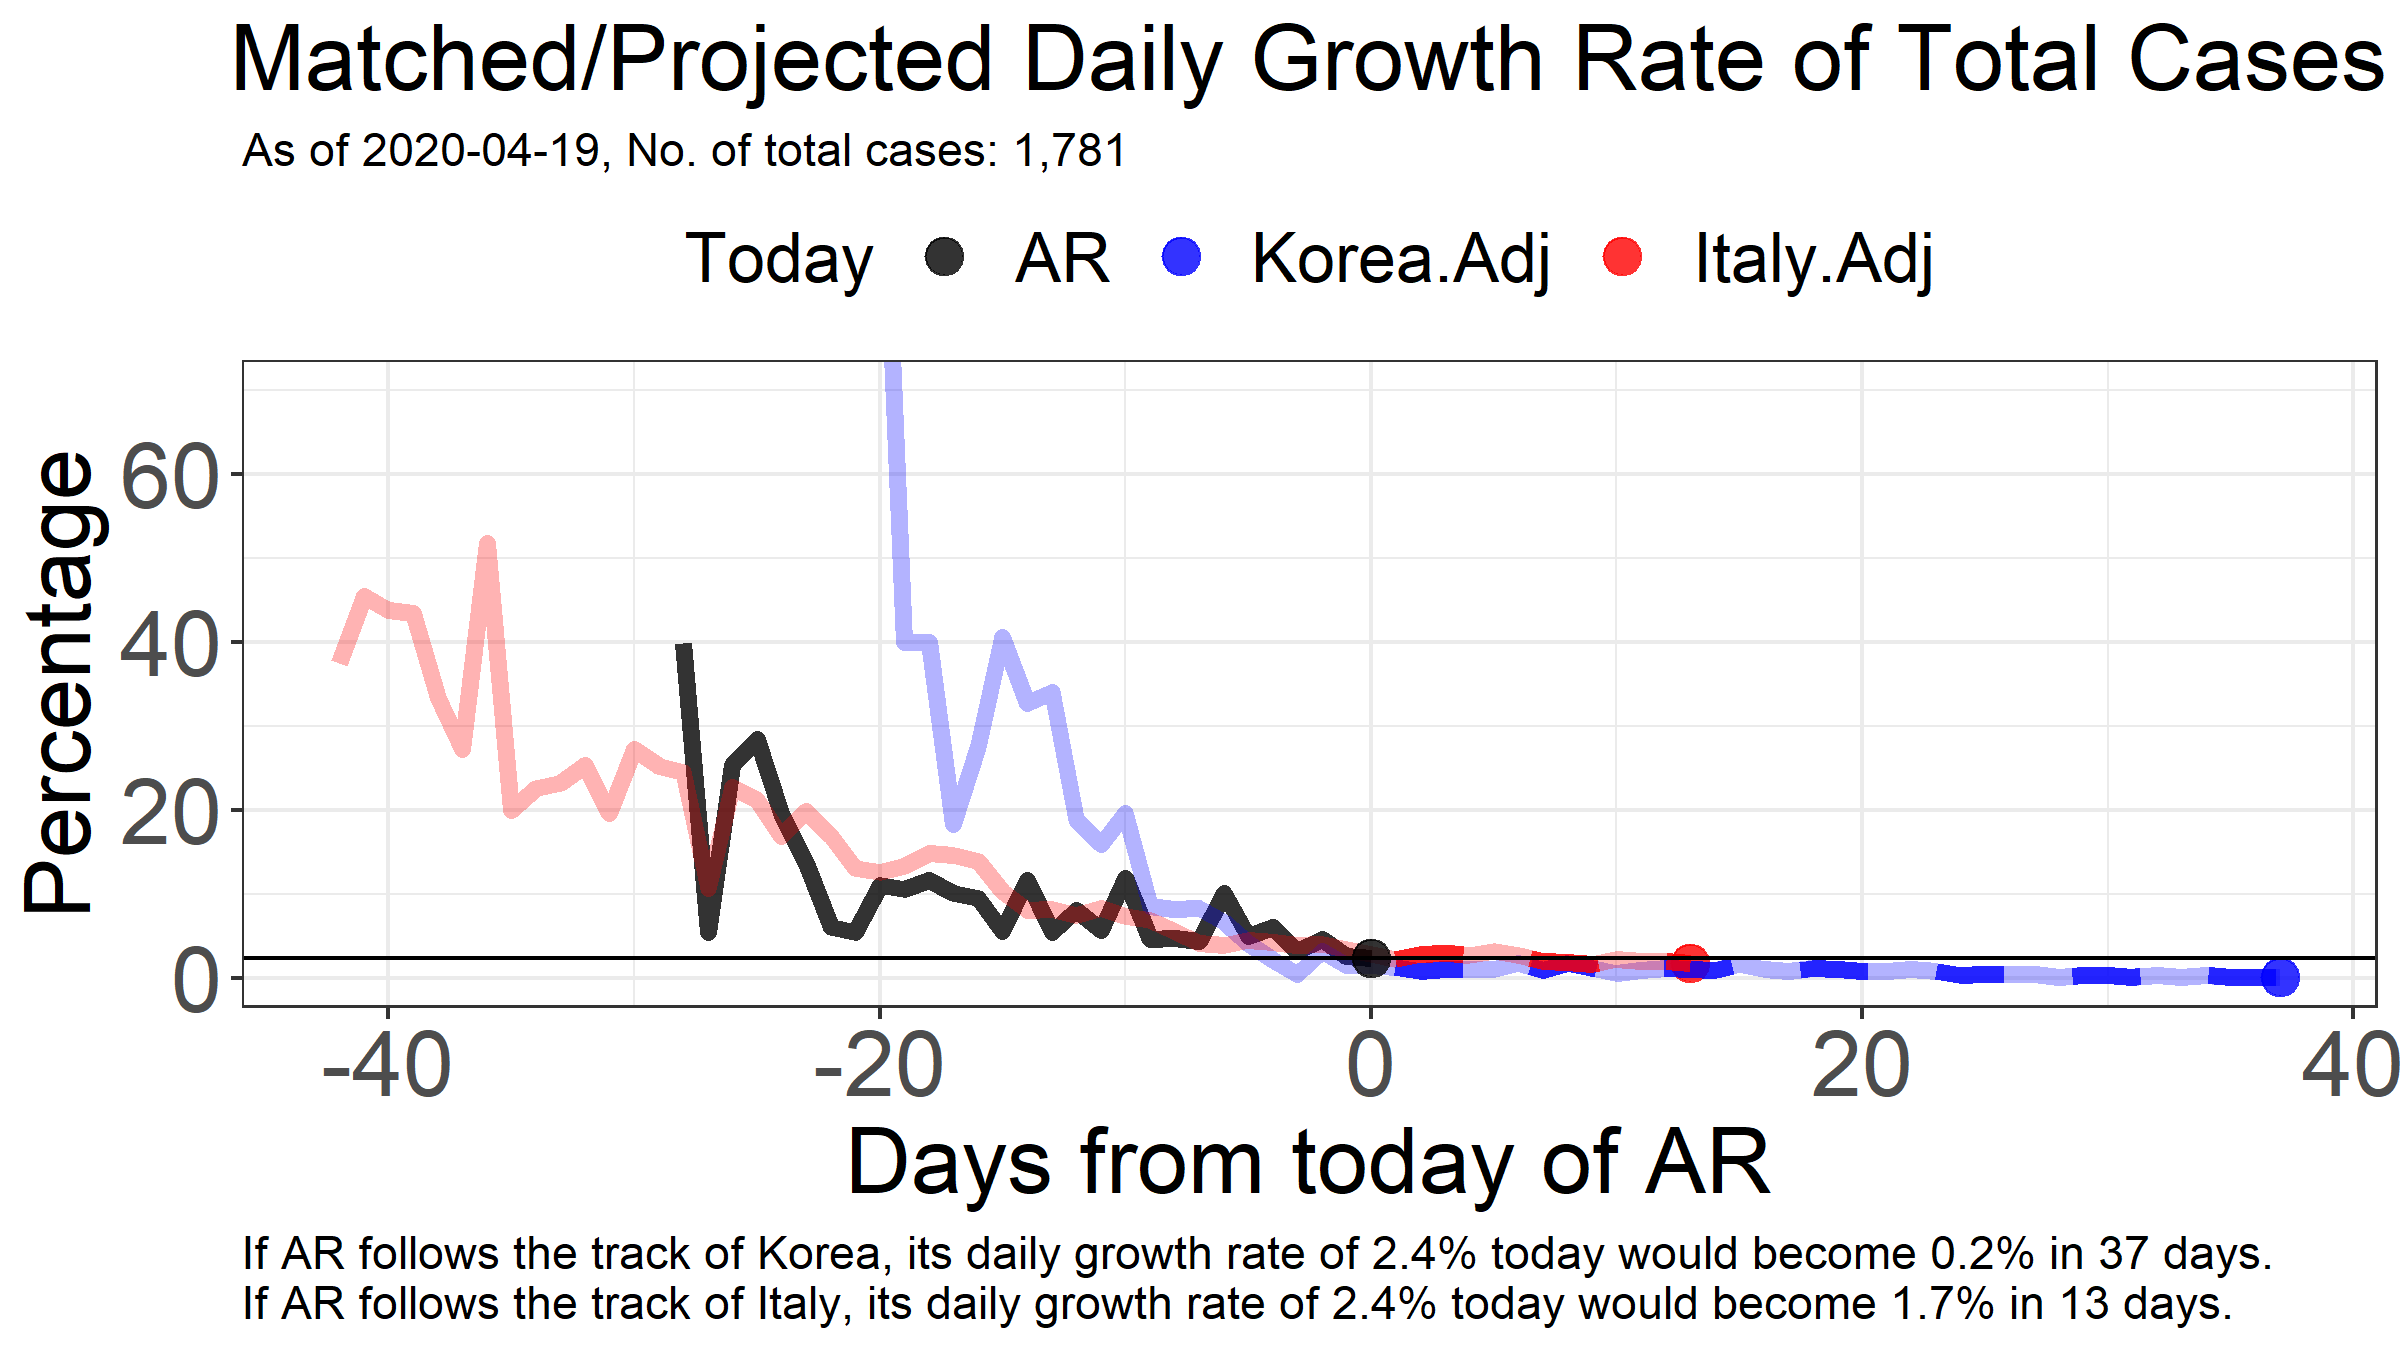 Matched/Projected Daily Growth Rate of Total Cases
As of 2020-04-19, No. of total cases: 1,781
Today AR Korea.Adj Italy.Adj
Percentage
60
40
20
0
-40 -20 0 20 40
Days from today of AR
If AR follows the track of Korea, its daily growth rate of 2.4% today would become 0.2% in 37 days.
If AR follows the track of Italy, its daily growth rate of 2.4% today would become 1.7% in 13 days.